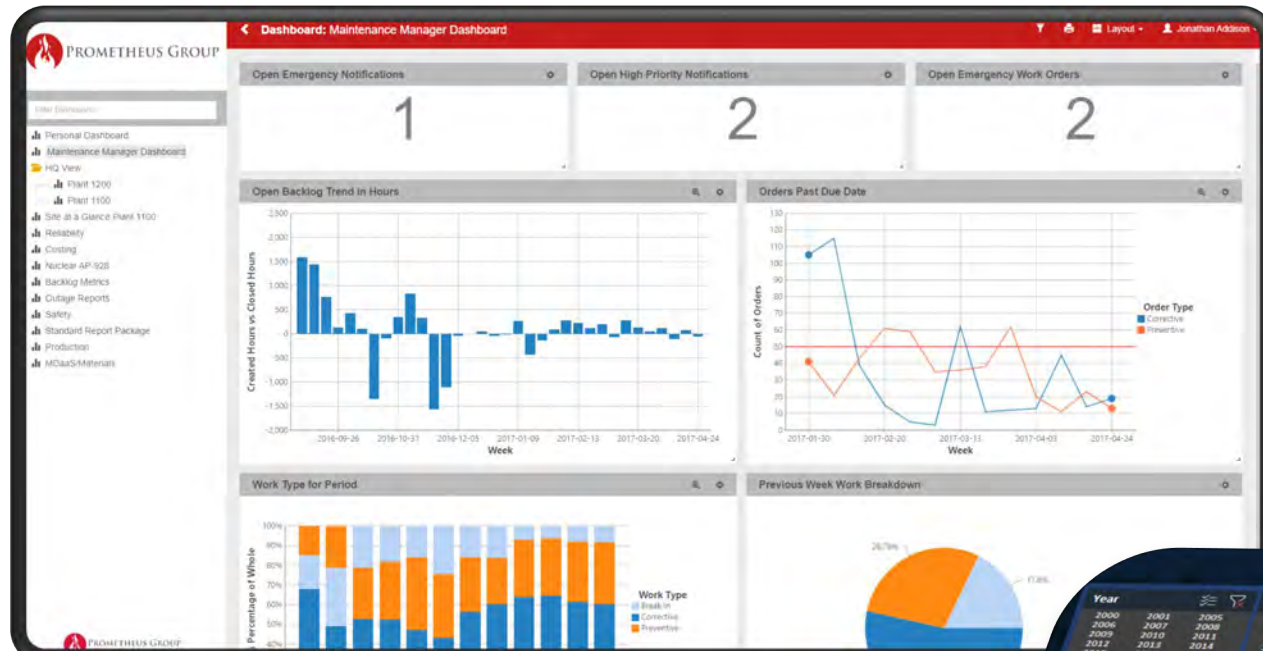 PROMETHEUS GROUP
Dashboard: Maintenance Manager Dashboard
Layout
Jonathan Addison
Filter Dashboards
Personal Dashboard
Maintenance Manager Dashboard
HQ View
Plant 1200
Plant 1100
Site at a Glance Plant 1100
Reliability
Costing
Nuclear AP-928
Backlog Metrics
Outage Reports
Safety
Standard Report Package
Production
MDaaS/Materials
PROMETHEUS GROUP
Open Emergency Notifications
1
Open High Priority Notifications
2
Open Emergency Work Orders
2
Open Backlog Trend in Hours
Created Hours vs Closed Hours
2,500
2,000
1,500
1,000
500
0
-500
-1,000
-1,500
-2,000
2016-09-26 2016-10-31 2016-12-05 2017-01-09 2017-02-13 2017-03-20 2017-04-24
Week
Orders Past Due Date
Count of Orders
130
120
110
100
90
80
70
60
50
40
30
20
10
0
2017-01-30 2017-02-20 2017-03-13 2017-04-03 2017-04-24
Week
Order Type
Corrective
Preventive
Work Type for Period
Percentage of Whole
100%
90%
80%
70%
60%
50%
40%
Work Type
Break In
Corrective
Preventive
Previous Week Work Breakdown
Year
2000 2001 2005
2006 2007 2008
2009 2010 2011
2012 2013 2014